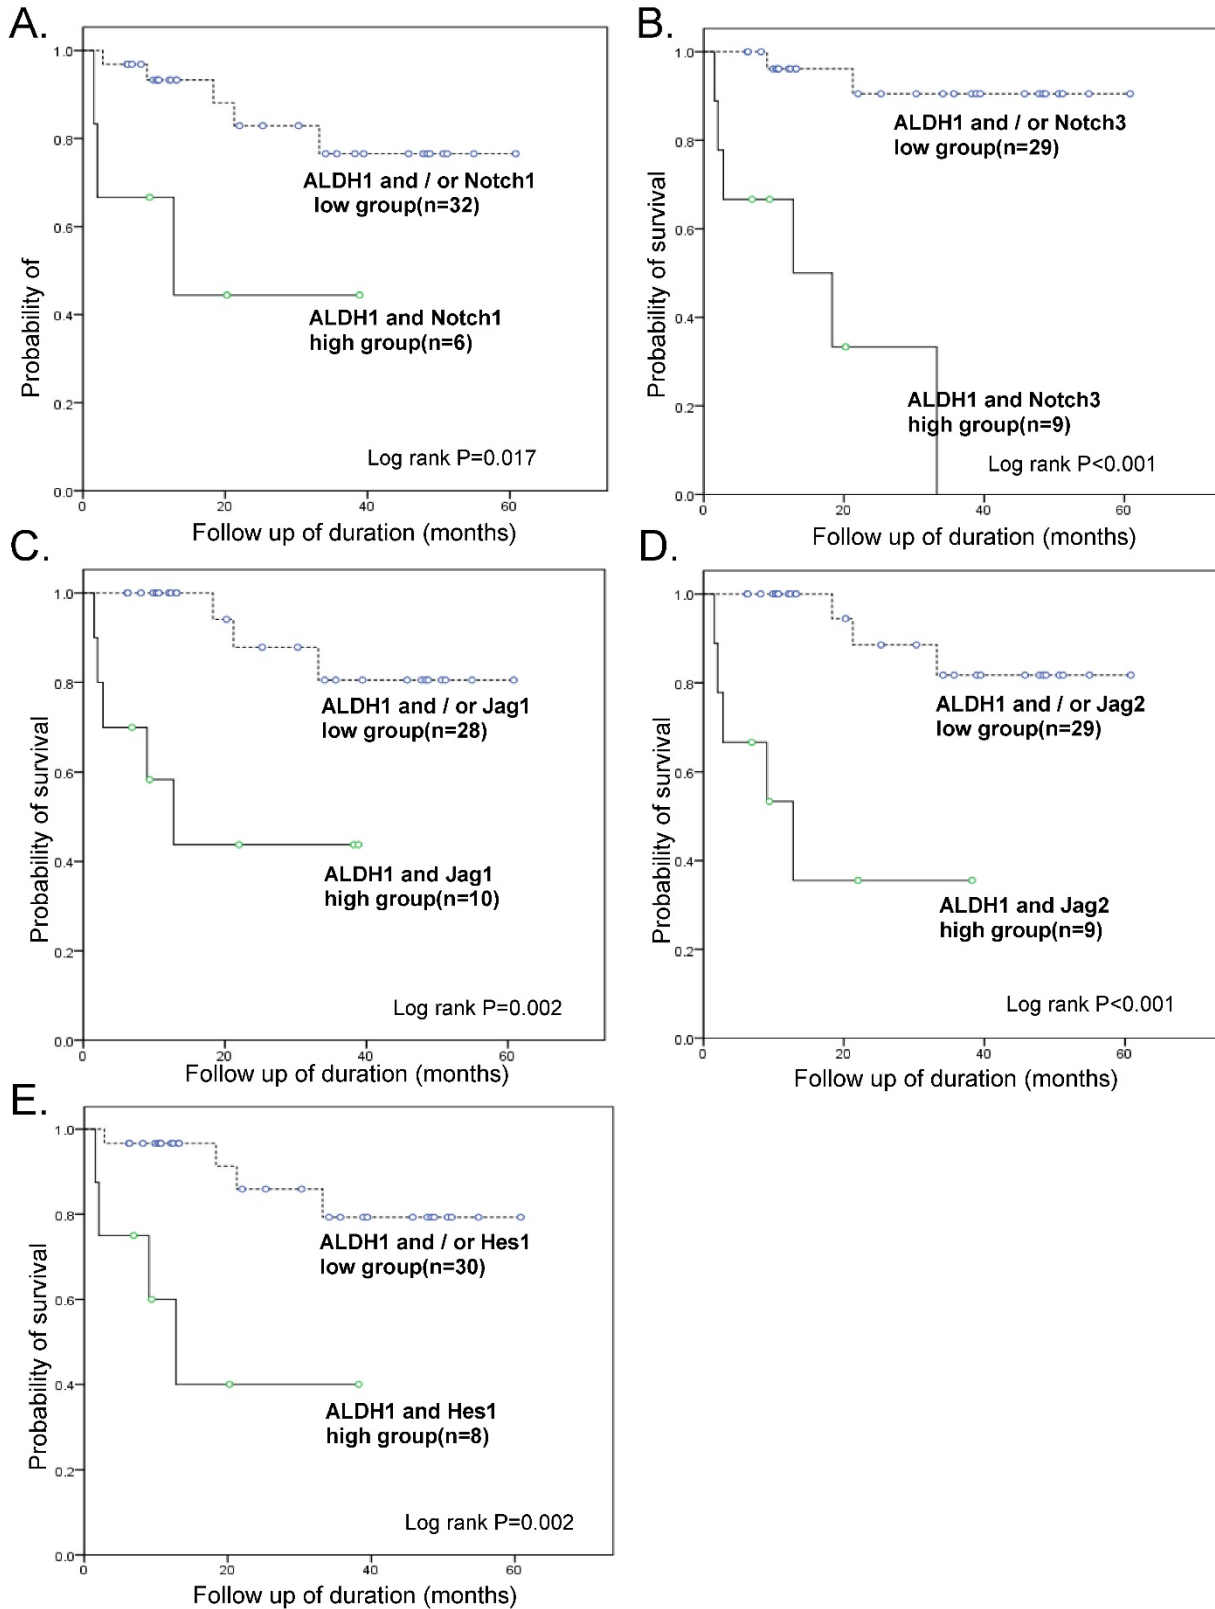 A.
1.0
0.8
0.6
0.4
0.2
0.0
0
20
40
60
Probability of
ALDH1 and / or Notch1
low group(n=32)
ALDH1 and Notch1
high group(n=6)
Log rank P=0.017
Follow up of duration (months)
B.
1.0
0.8
0.6
0.4
0.2
0.0
0
20
40
60
Probability of survival
ALDH1 and / or Notch3
low group(n=29)
ALDH1 and Notch3
high group(n=9)
Log rank P<0.001
Follow up of duration (months)
C.
1.0
0.8
0.6
0.4
0.2
0.0
0
20
40
60
Probability of survival
ALDH1 and / or Jag1
low group(n=28)
ALDH1 and Jag1
high group(n=10)
Log rank P=0.002
Follow up of duration (months)
D.
1.0
0.8
0.6
0.4
0.2
0.0
0
20
40
60
Probability of survival
ALDH1 and / or Jag2
low group(n=29)
ALDH1 and Jag2
high group(n=9)
Log rank P<0.001
Follow up of duration (months)
E.
1.0
0.8
0.6
0.4
0.2
0.0
0
20
40
60
Probability of survival
ALDH1 and / or Hes1
low group(n=30)
ALDH1 and Hes1
high group(n=8)
Log rank P=0.002
Follow up of duration (months)